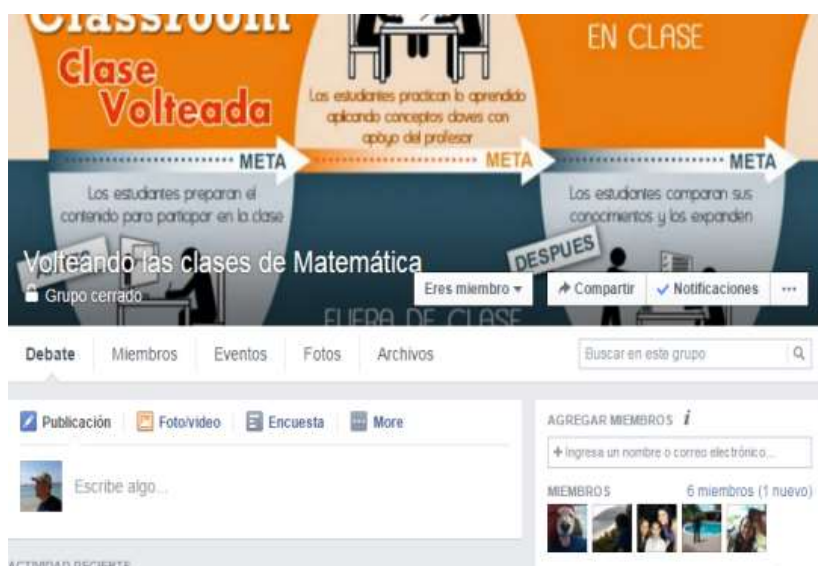 Classroom
Clase
Volteada
EN CLASE
Los estudiantes practican lo aprendido
aplicando conceptos claves con
apoyo del profesor
META
META
META
Los estudiantes preparan el
contenido para participar en la clase
Los estudiantes comparan sus
conocimientos y los expanden
DESPUES
Volteando las clases de Matemática
Grupo cerrado
Eres miembro
Compartir
Notificaciones
FUERA DE CLASE
Debate Miembros Eventos Fotos Archivos
Buscar en este grupo
Publicación Foto/video Encuesta More
Escribe algo...
AGREGAR MIEMBROS i
+ Ingresa un nombre o correo electrónico...
MIEMBROS 6 miembros (1 nuevo)
ACTIVIDAD RECIENTE